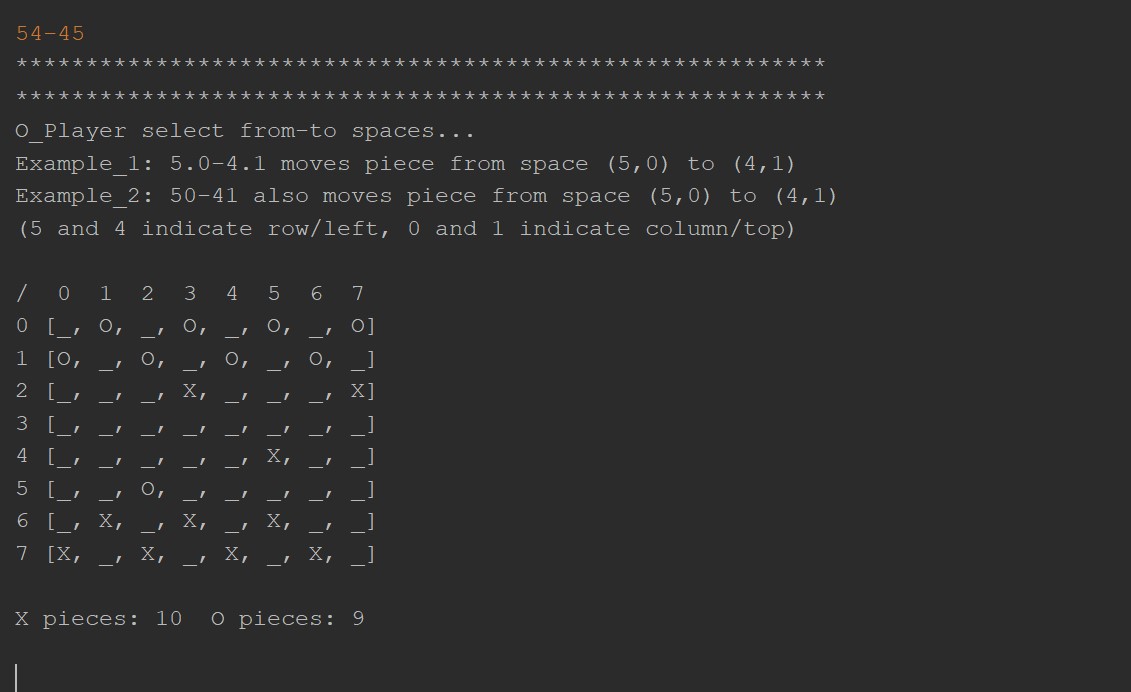 54-45
**********************************************************
**********************************************************
O_Player select from-to spaces...
Example_1: 5.0-4.1 moves piece from space (5,0) to (4,1)
Example_2: 50-41 also moves piece from space (5,0) to (4,1)
(5 and 4 indicate row/left, 0 and 1 indicate column/top)
/  0  1  2  3  4  5  6  7
0 [_, O, _, O, _, O, _, O]
1 [O, _, O, _, O, _, O, _]
2 [_, _, _, X, _, _, _, X]
3 [_, _, _, _, _, _, _, _]
4 [_, _, _, _, _, X, _, _]
5 [_, _, O, _, _, _, _, _]
6 [_, X, _, X, _, X, _, _]
7 [X, _, X, _, X, _, X, _]
X pieces: 10  O pieces: 9